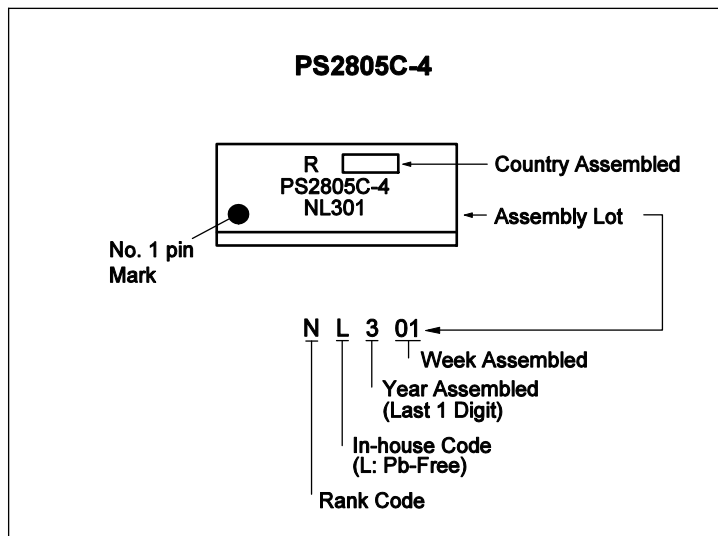 PS2805C-4
R
Country Assembled
PS2805C-4
NL301
Assembly Lot
No. 1 pin
Mark
N L 3 01
Week Assembled
Year Assembled
(Last 1 Digit)
In-house Code
(L: Pb-Free)
Rank Code